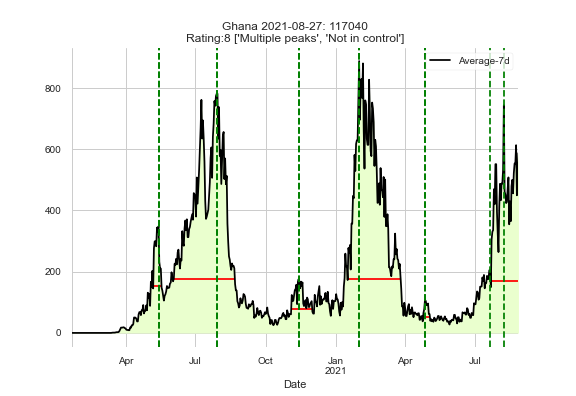 Ghana 2021-08-27: 117040
Rating:8 ['Multiple peaks', 'Not in control']
Average-7d
800
600
400
200
0
Apr Jul Oct Jan Apr Jul
2021
Date